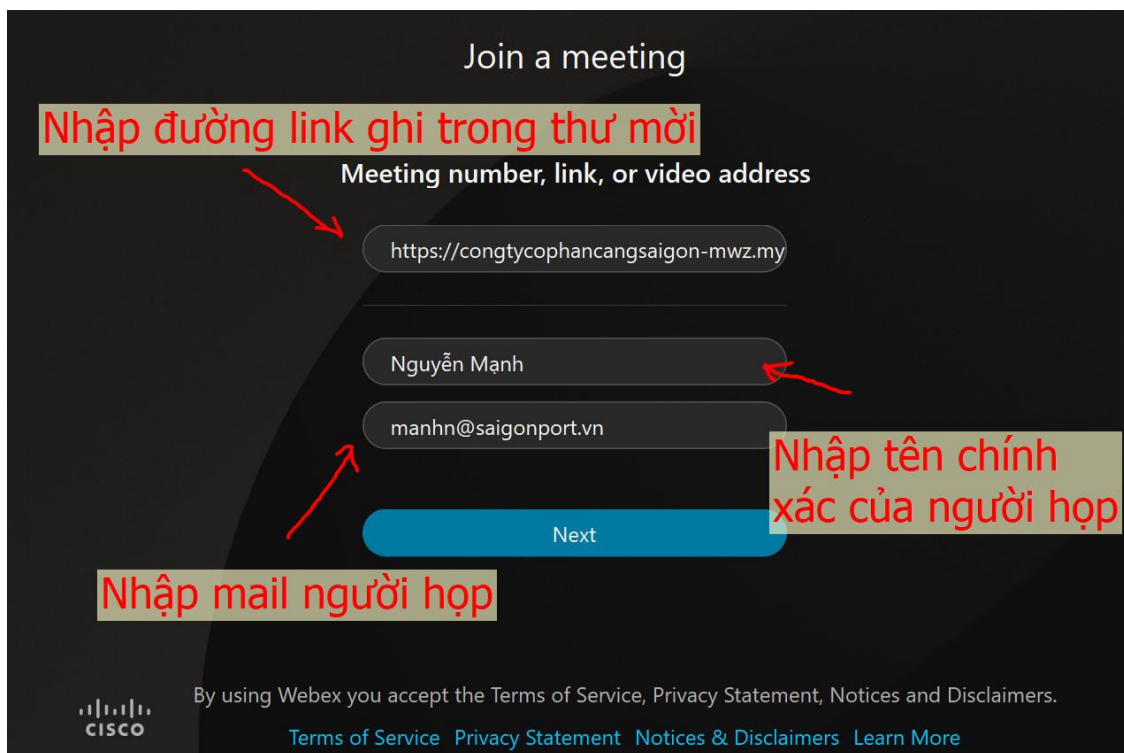 Join a meeting
Nhập đường link ghi trong thư mời
Meeting number, link, or video address
https://congtycophancangsaigon-mwz.my
Nguyễn Mạnh
manhn@saigonport.vn
Nhập tên chính
xác của người họp
Next
Nhập mail người họp
By using Webex you accept the Terms of Service, Privacy Statement, Notices and Disclaimers.
CISCO
Terms of Service Privacy Statement Notices & Disclaimers Learn More